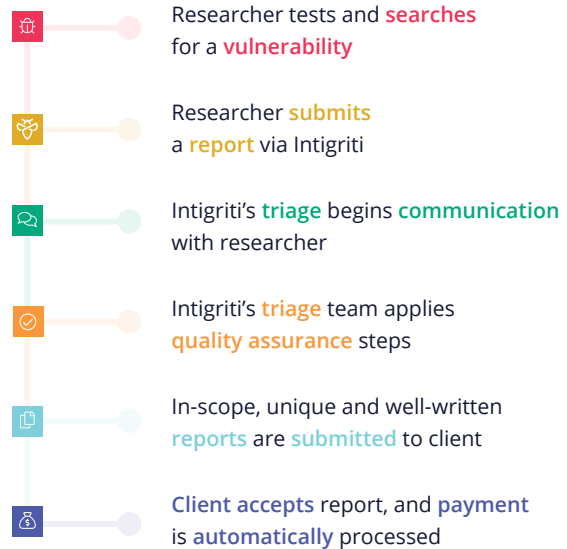 Researcher tests and searches
for a vulnerability
Researcher submits
a report via Intigriti
Intigriti’s triage begins communication
with researcher
Intigriti’s triage team applies
quality assurance steps
In-scope, unique and well-written
reports are submitted to client
Client accepts report, and payment
is automatically processed